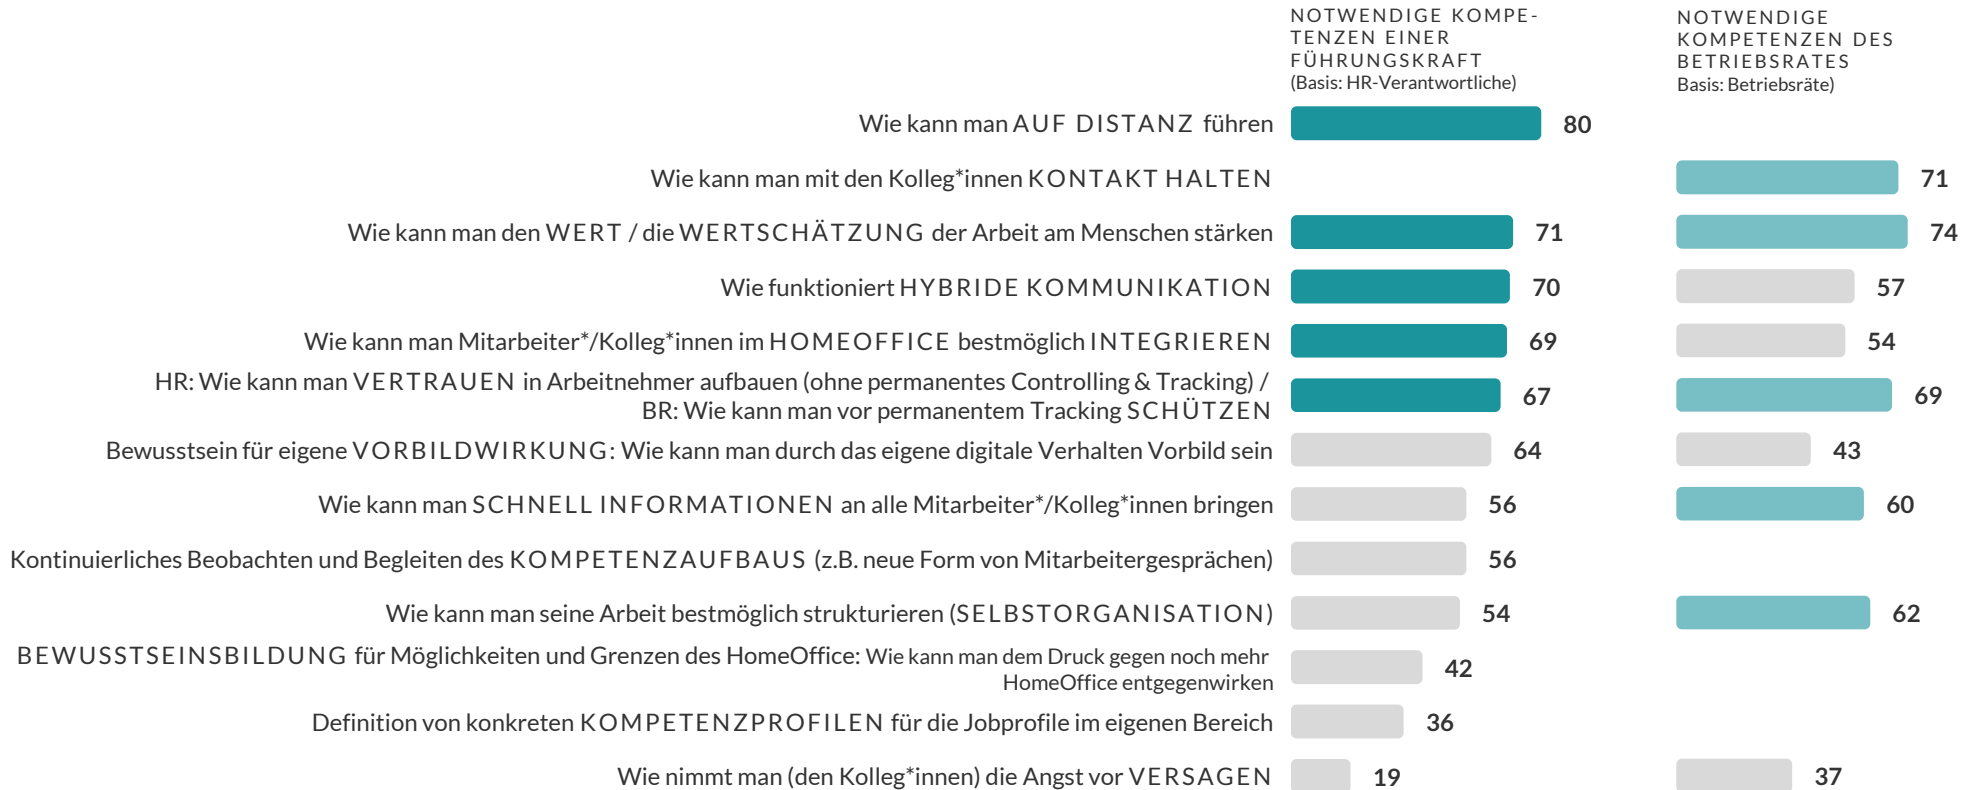 NOTWENDIGE KOMPE-
TENZEN EINER
FÜHRUNGSKRAFT
(Basis: HR-Verantwortliche)
NOTWENDIGE
KOMPETENZEN DES
BETRIEBSRATES
Basis: Betriebsräte)
Wie kann man AUF DISTANZ führen 80
Wie kann man mit den Kolleg*innen KONTAKT HALTEN 71
Wie kann man den WERT / die WERTSCHÄTZUNG der Arbeit am Menschen stärken 71 74
Wie funktioniert HYBRIDE KOMMUNIKATION 70 57
Wie kann man Mitarbeiter*/Kolleg*innen im HOMEOFFICE bestmöglich INTEGRIEREN 69 54
HR: Wie kann man VERTRAUEN in Arbeitnehmer aufbauen (ohne permanentes Controlling & Tracking) /
BR: Wie kann man vor permanentem Tracking SCHÜTZEN 67 69
Bewusstsein für eigene VORBILDWIRKUNG: Wie kann man durch das eigene digitale Verhalten Vorbild sein 64 43
Wie kann man SCHNELL INFORMATIONEN an alle Mitarbeiter*/Kolleg*innen bringen 56 60
Kontinuierliches Beobachten und Begleiten des KOMPETENZAUFBAUS (z.B. neue Form von Mitarbeitergesprächen) 56
Wie kann man seine Arbeit bestmöglich strukturieren (SELBSTORGANISATION) 54 62
BEWUSSTSEINSBILDUNG für Möglichkeiten und Grenzen des HomeOffice: Wie kann man dem Druck gegen noch mehr
HomeOffice entgegenwirken 42
Definition von konkreten KOMPETENZPROFILEN für die Jobprofile im eigenen Bereich 36
Wie nimmt man (den Kolleg*innen) die Angst vor VERSAGEN 19 37